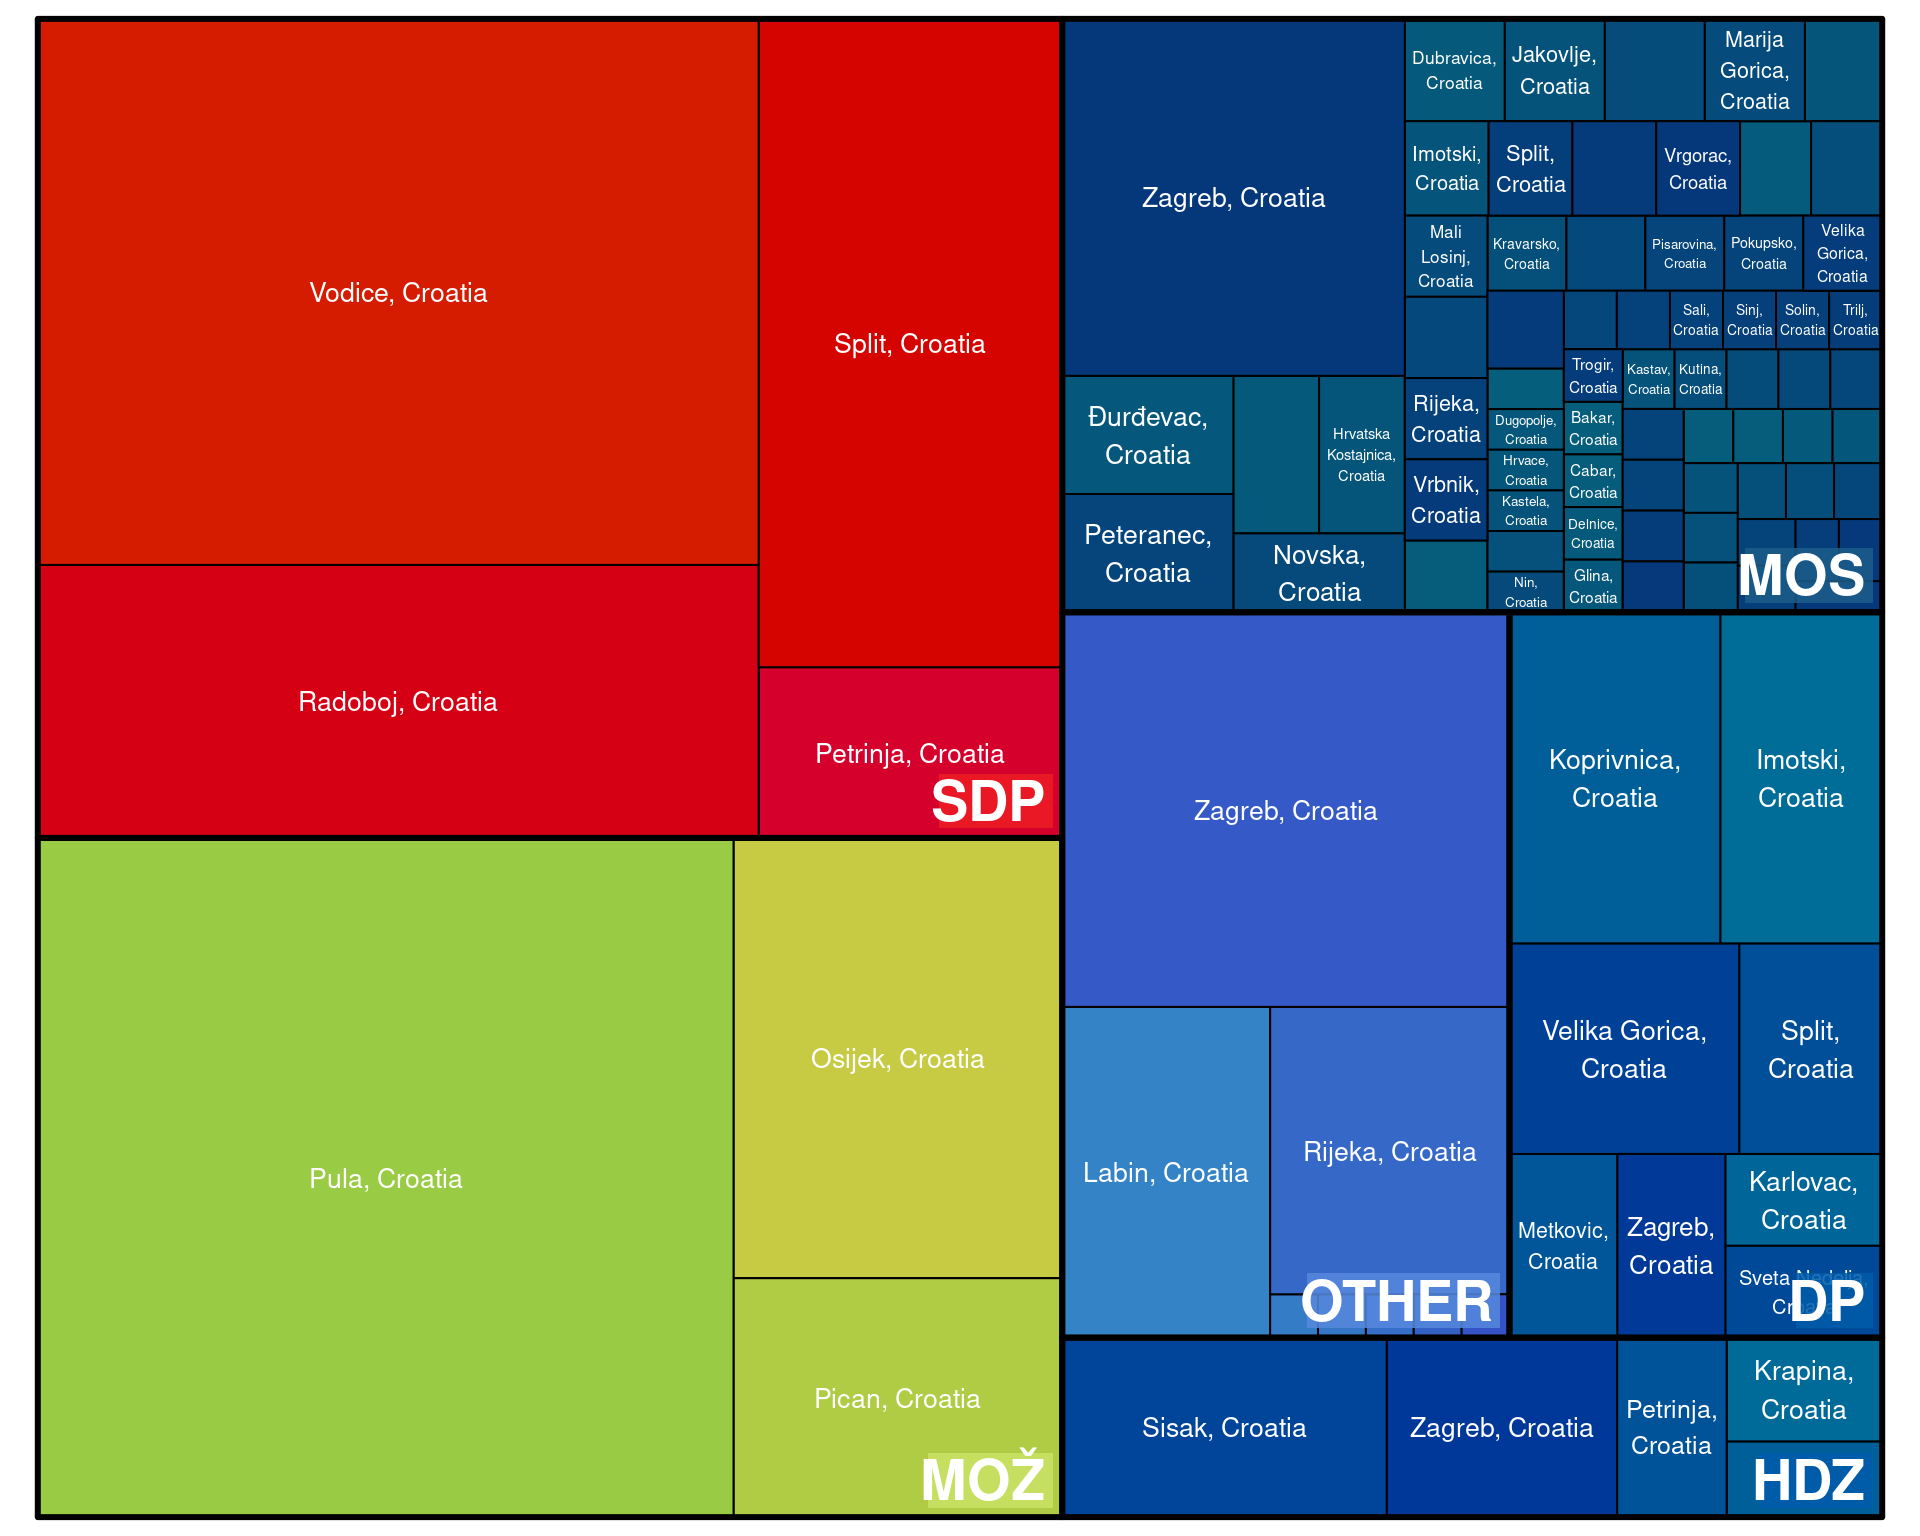 Vodice, Croatia
Split, Croatia
Radoboj, Croatia
Petrinja, Croatia
SDP
Pula, Croatia
Osijek, Croatia
Pican, Croatia
MOŽ
Zagreb, Croatia
Đurđevac,
Croatia
Peteranec,
Croatia
Hrvatska
Kostajnica,
Croatia
Novska,
Croatia
Dubravica,
Croatia
Jakovlje,
Croatia
Marija
Gorica,
Croatia
Imotski,
Croatia
Split,
Croatia
Vrgorac,
Croatia
Mali
Losinj,
Croatia
Kravarsko,
Croatia
Pisarovina,
Croatia
Pokupsko,
Croatia
Velika
Gorica,
Croatia
Sali,
Croatia
Sinj,
Croatia
Solin,
Croatia
Trilj,
Croatia
Rijeka,
Croatia
Vrbnik,
Croatia
Dugopolje,
Croatia
Hrvace,
Croatia
Kastela,
Croatia
Nin,
Croatia
Trogir,
Croatia
Kastav,
Croatia
Kutina,
Croatia
Bakar,
Croatia
Cabar,
Croatia
Delnice,
Croatia
Glina,
Croatia
MOS
Zagreb, Croatia
Labin, Croatia
Rijeka, Croatia
OTHER
Koprivnica,
Croatia
Imotski,
Croatia
Velika Gorica,
Croatia
Split,
Croatia
Metkovic,
Croatia
Zagreb,
Croatia
Karlovac,
Croatia
Sveta Nedelja,
Croatia
DP
Sisak, Croatia
Zagreb, Croatia
Petrinja,
Croatia
Krapina,
Croatia
HDZ